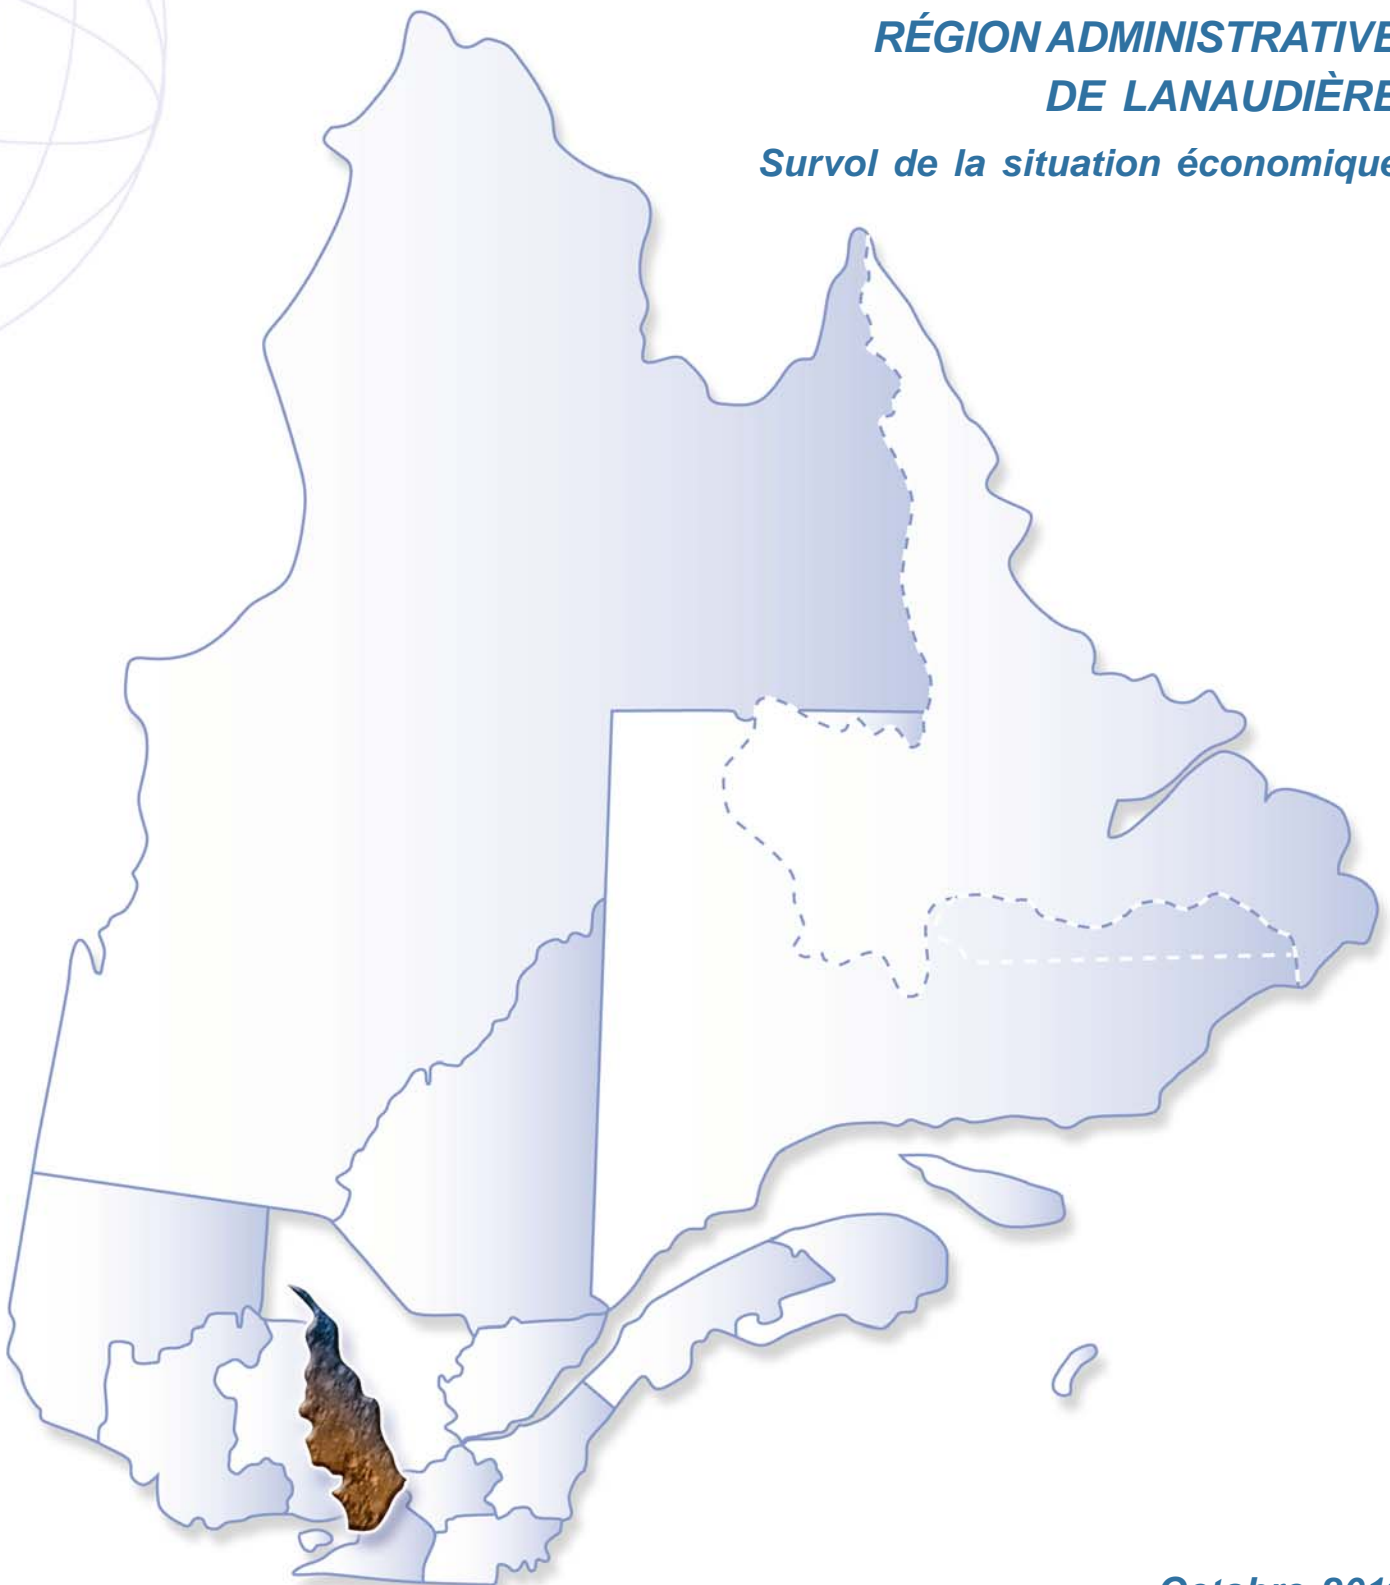 RÉGION ADMINISTRATIVE
DE LANAUDIÈRE
Survol de la situation économique
Octobre